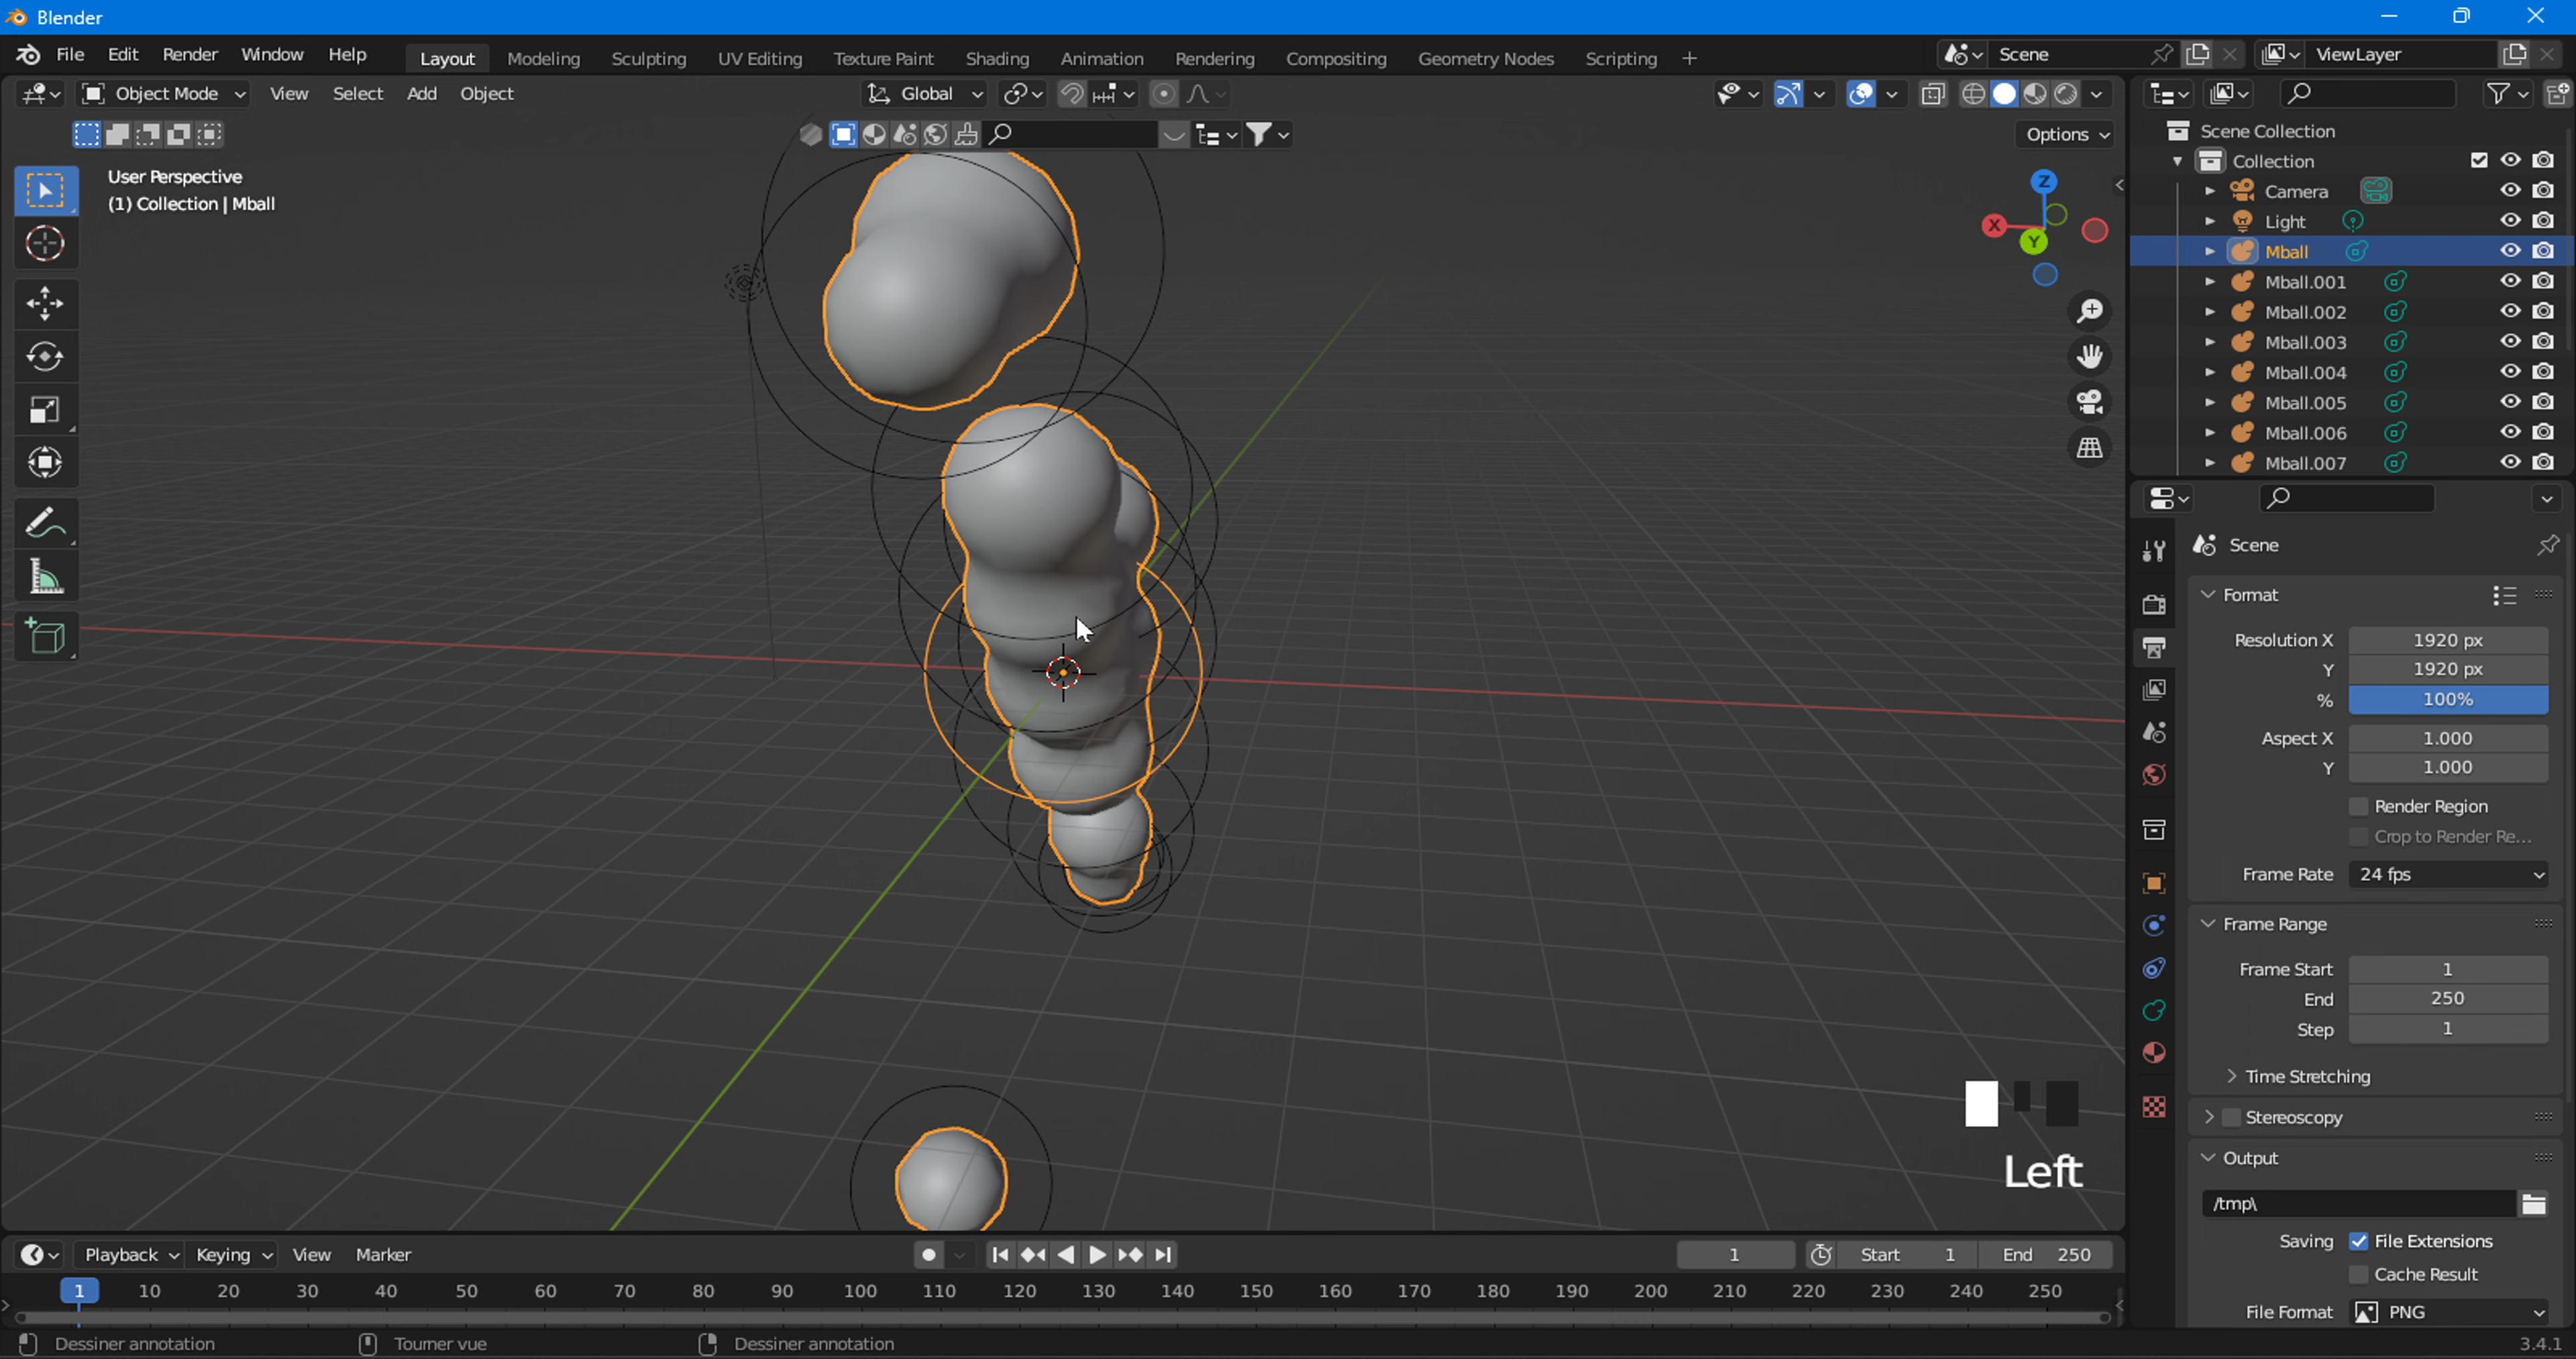 Blender
File Edit Render Window Help Layout Modeling Sculpting UV Editing Texture Paint Shading Animation Rendering Compositing Geometry Nodes Scripting + Scene ViewLayer
Object Mode View Select Add Object Global
Options
User Perspective
(1) Collection | Mball
Z
X
Y
Left
Scene Collection
Collection
Camera
Light
Mball
Mball.001
Mball.002
Mball.003
Mball.004
Mball.005
Mball.006
Mball.007
Scene
Format
Resolution X 1920 px
Y 1920 px
% 100%
Aspect X 1.000
Y 1.000
Render Region
Crop to Render Re...
Frame Rate 24 fps
Frame Range
Frame Start 1
End 250
Step 1
Time Stretching
Stereoscopy
Output
/tmp\
Saving File Extensions
Cache Result
File Format PNG
Playback Keying View Marker 1 Start 1 End 250
1 10 20 30 40 50 60 70 80 90 100 110 120 130 140 150 160 170 180 190 200 210 220 230 240 250
Dessiner annotation Tourner vue Dessiner annotation 3.4.1